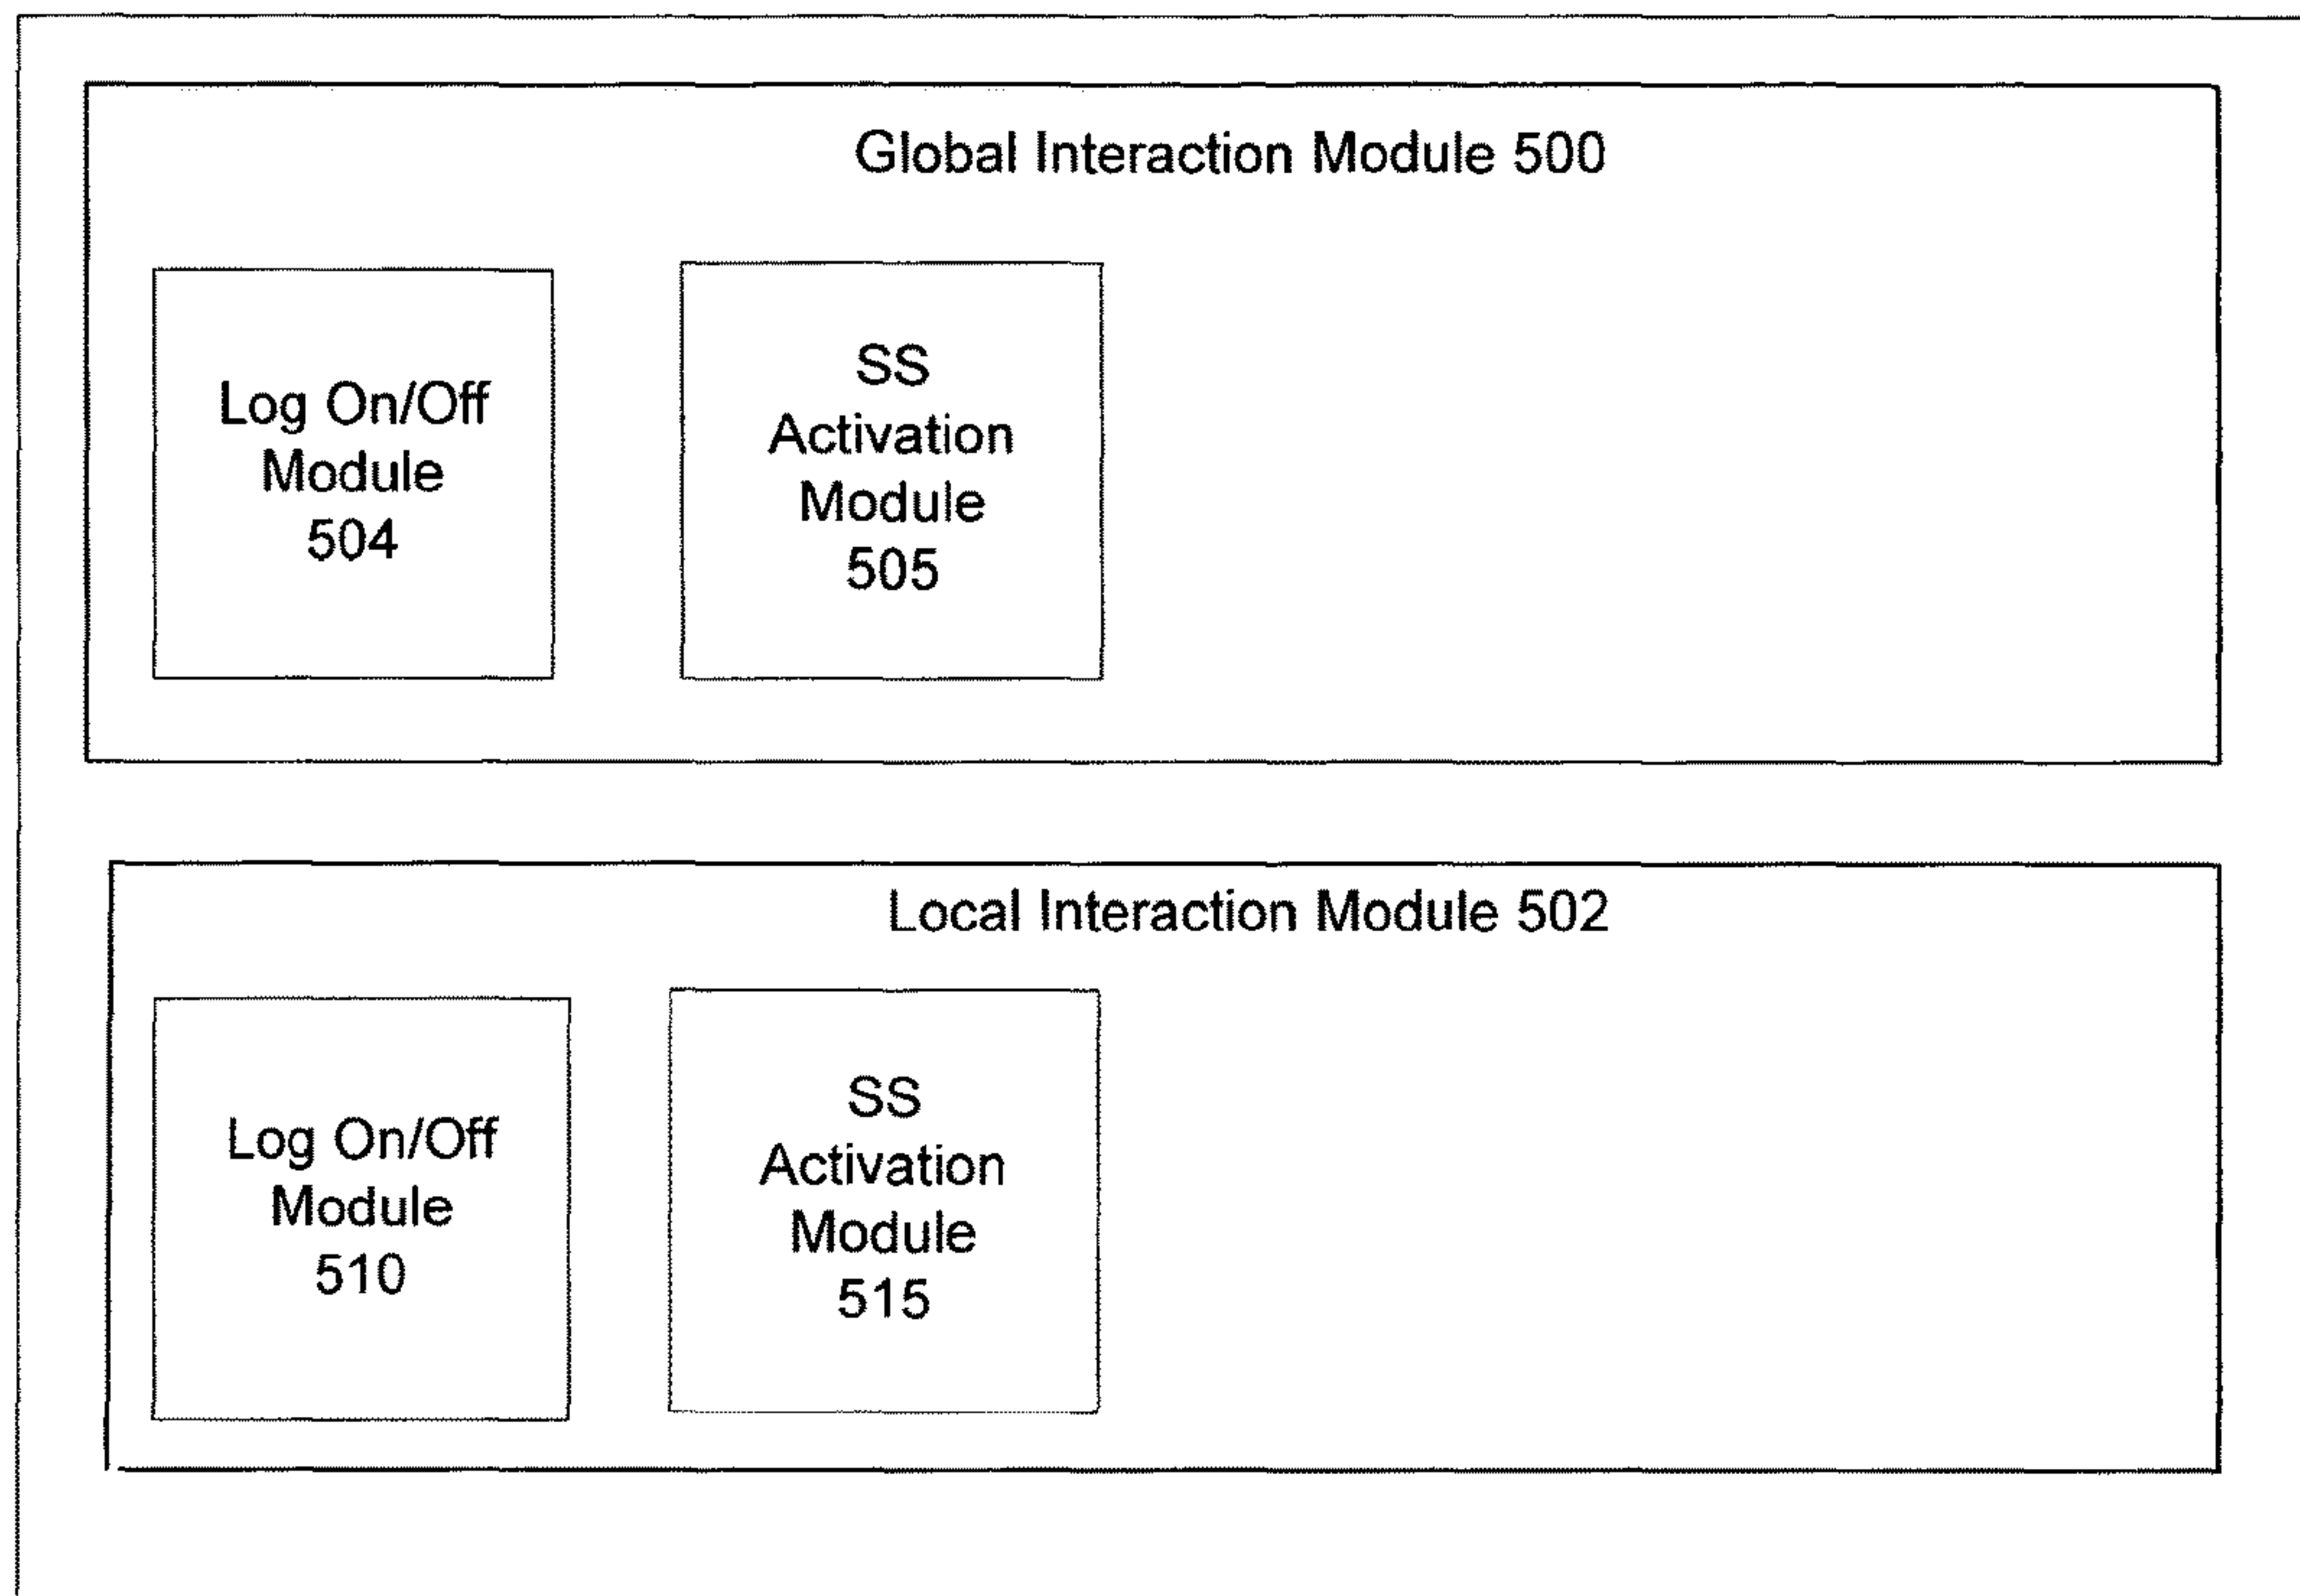 Global Interaction Module 500
Log On/Off
Module
504
SS
Activation
Module
505
Local Interaction Module 502
Log On/Off
Module
510
SS
Activation
Module
515